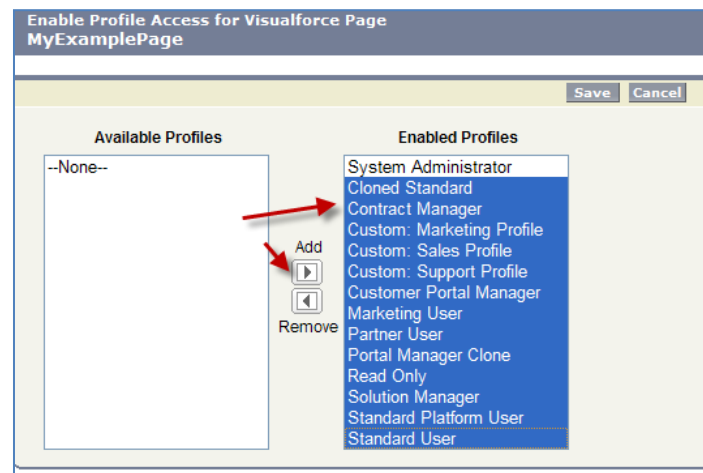 Enable Profile Access for Visualforce Page
MyExamplePage
Save Cancel
Available Profiles
--None--
Add
Remove
Enabled Profiles
System Administrator
Cloned Standard
Contract Manager
Custom: Marketing Profile
Custom: Sales Profile
Custom: Support Profile
Customer Portal Manager
Marketing User
Partner User
Portal Manager Clone
Read Only
Solution Manager
Standard Platform User
Standard User